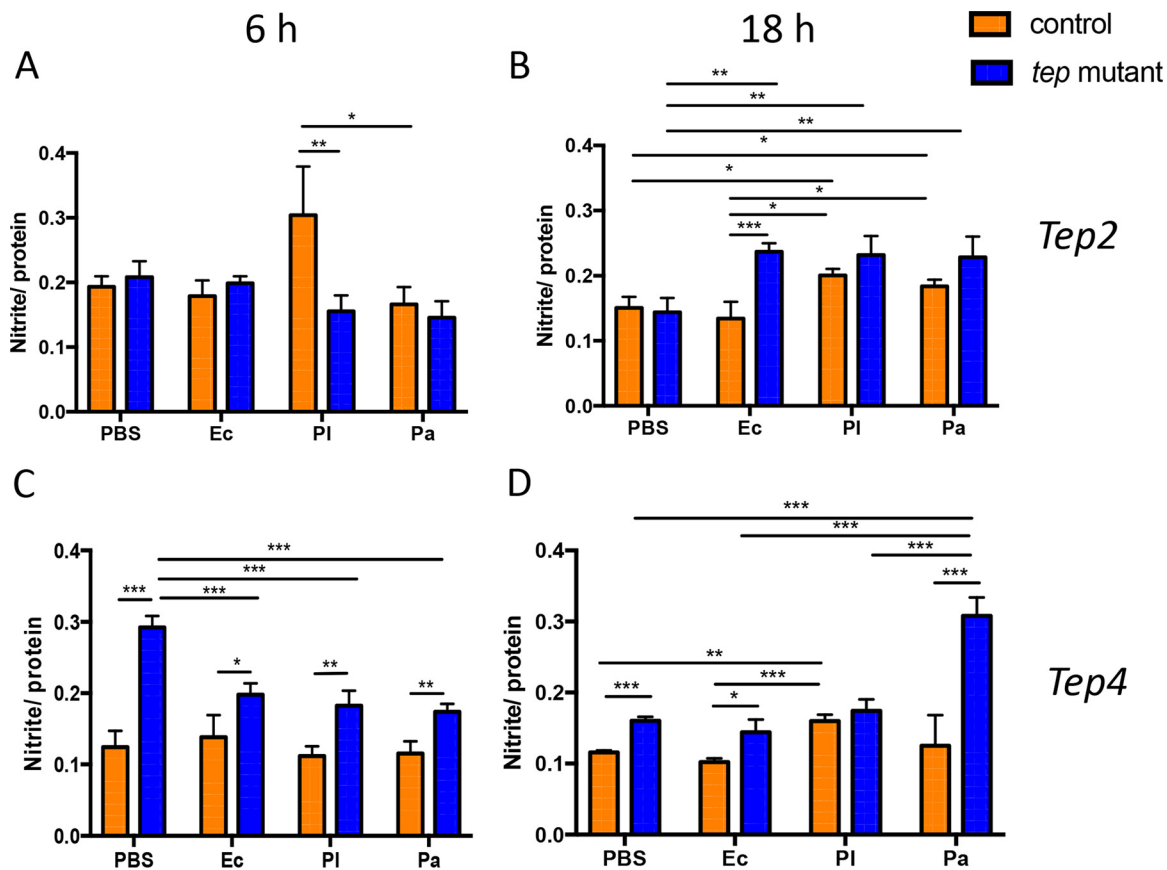 6 h
18 h
control
tep mutant
A
**
**
**
*
*
*
*
***
*
**
0.4
0.3
0.2
0.1
0.0
Nitrite/ protein
PBS Ec Pl Pa
B
0.4
0.3
0.2
0.1
0.0
Nitrite/ protein
PBS Ec Pl Pa
Tep2
C
***
***
***
***
*
**
**
0.4
0.3
0.2
0.1
0.0
Nitrite/ protein
PBS Ec Pl Pa
D
***
***
***
***
**
***
***
*
0.4
0.3
0.2
0.1
0.0
Nitrite/ protein
PBS Ec Pl Pa
Tep4